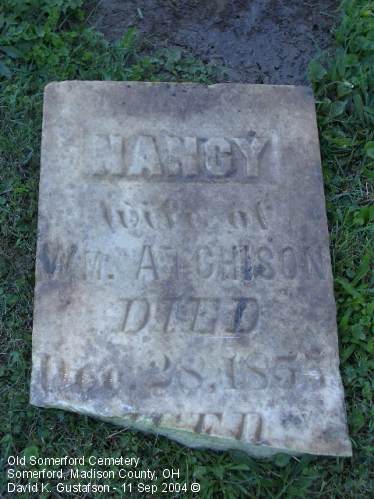 NANCY
wife of
WM. ATCHISON
DIED
Dec. 28, 185
Old Somerford Cemetery
Somerford, Madison County, OH
David K. Gustafson - 11 Sep 2004 ©